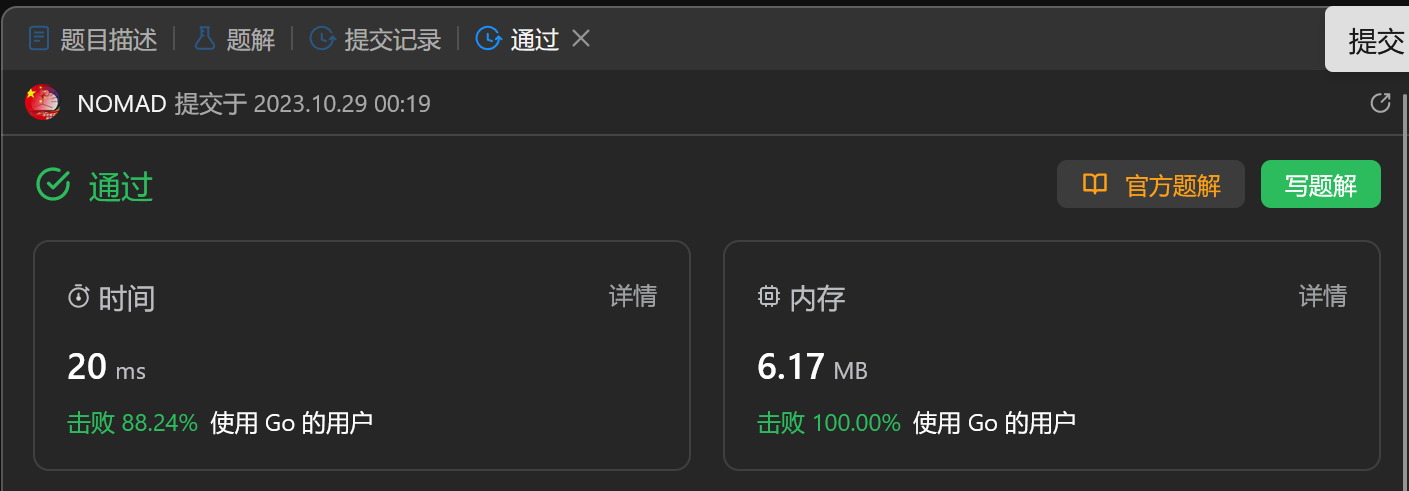 题目描述 题解 提交记录 通过 提交
NOMAD 提交于 2023.10.29 00:19
通过 官方题解 写题解
时间 详情 内存 详情
20 ms 6.17 MB
击败 88.24% 使用 Go 的用户 击败 100.00% 使用 Go 的用户